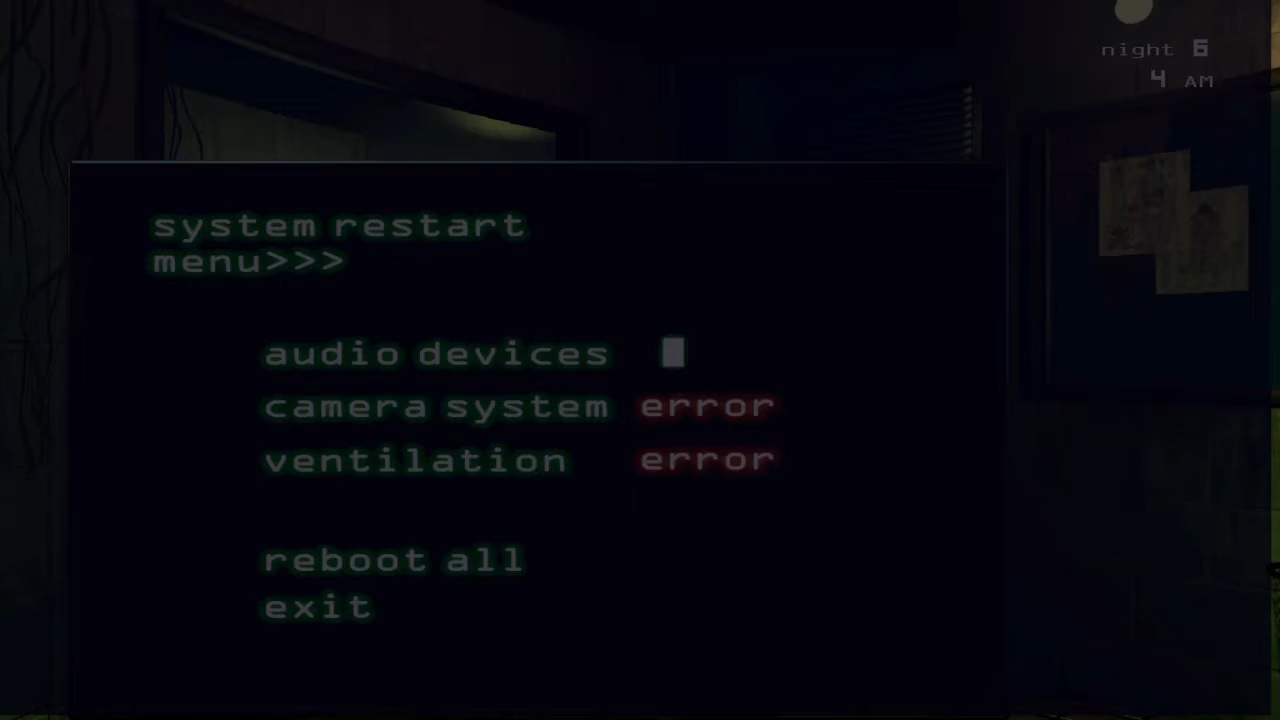 night 6
4 AM
system restart
menu>>>
audio devices
camera system error
ventilation error
reboot all
exit